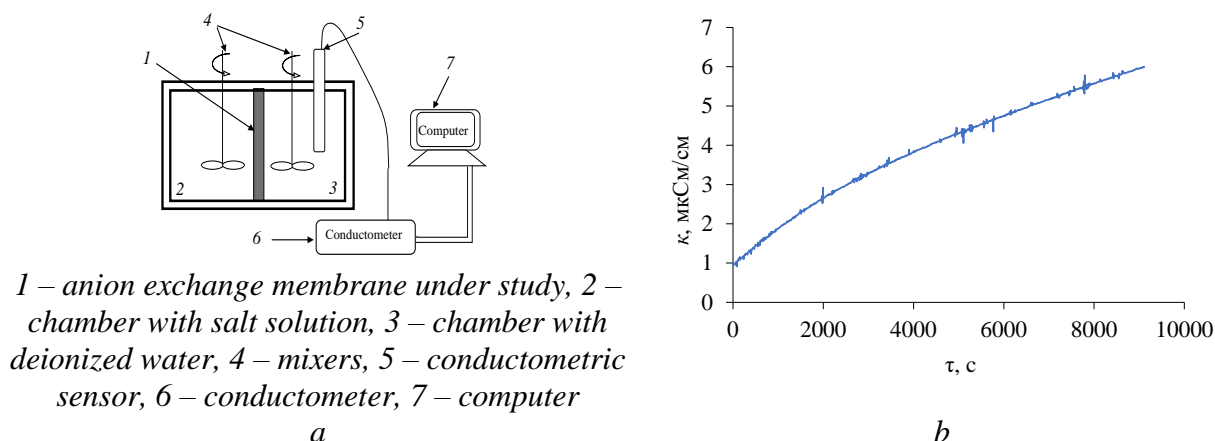 4
5
1
7
Computer
2
3
Conductometer
6
1 – anion exchange membrane under study, 2 –
chamber with salt solution, 3 – chamber with
deionized water, 4 – mixers, 5 – conductometric
sensor, 6 – conductometer, 7 – computer
a
κ, мкСм/см
7
6
5
4
3
2
1
0
0 2000 4000 6000 8000 10000
τ, с
b